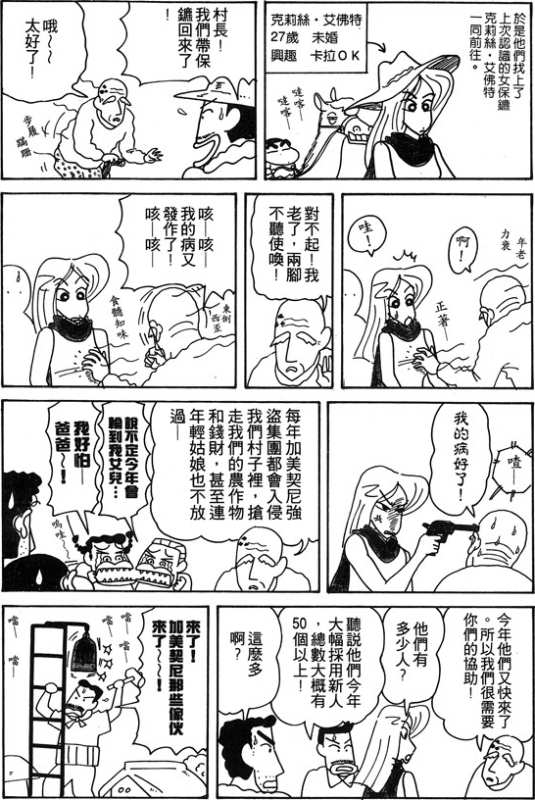 於是他們找上了
上次認識的女保鑣
克莉絲・艾佛特
一同前往。
克莉絲・艾佛特
27歲 未婚
興趣 卡拉OK
哇喀—
哇喀—
村長！
我們帶保
鑣回來了
！
哦～
太好了！
步履
蹣跚
年老
力衰
啊！
正著
哇！
對不起！我
老了，兩腳
不聽使喚！
東倒
西歪
咳—咳—
我的病又
發作了！
咳—咳—
食髓知味
喳—
我的病好了！
每年加美契尼強
盜集團都會入侵
我們村子裡，搶
走我們的農作物
和錢財，甚至連
年輕姑娘也不放
過—
說不定今年會
輪到我女兒…
我好怕—
爸爸～！
嗚哇～
今年他們又快來了
。所以我們很需要
你們的協助！
他們有
多少人？
聽說他們今年
大幅採用新人
，總數大概有
50個以上！
這麼多
啊？
來了！
加美契尼那些傢伙
來了～～！
噹—
噹—
噹—
噹—